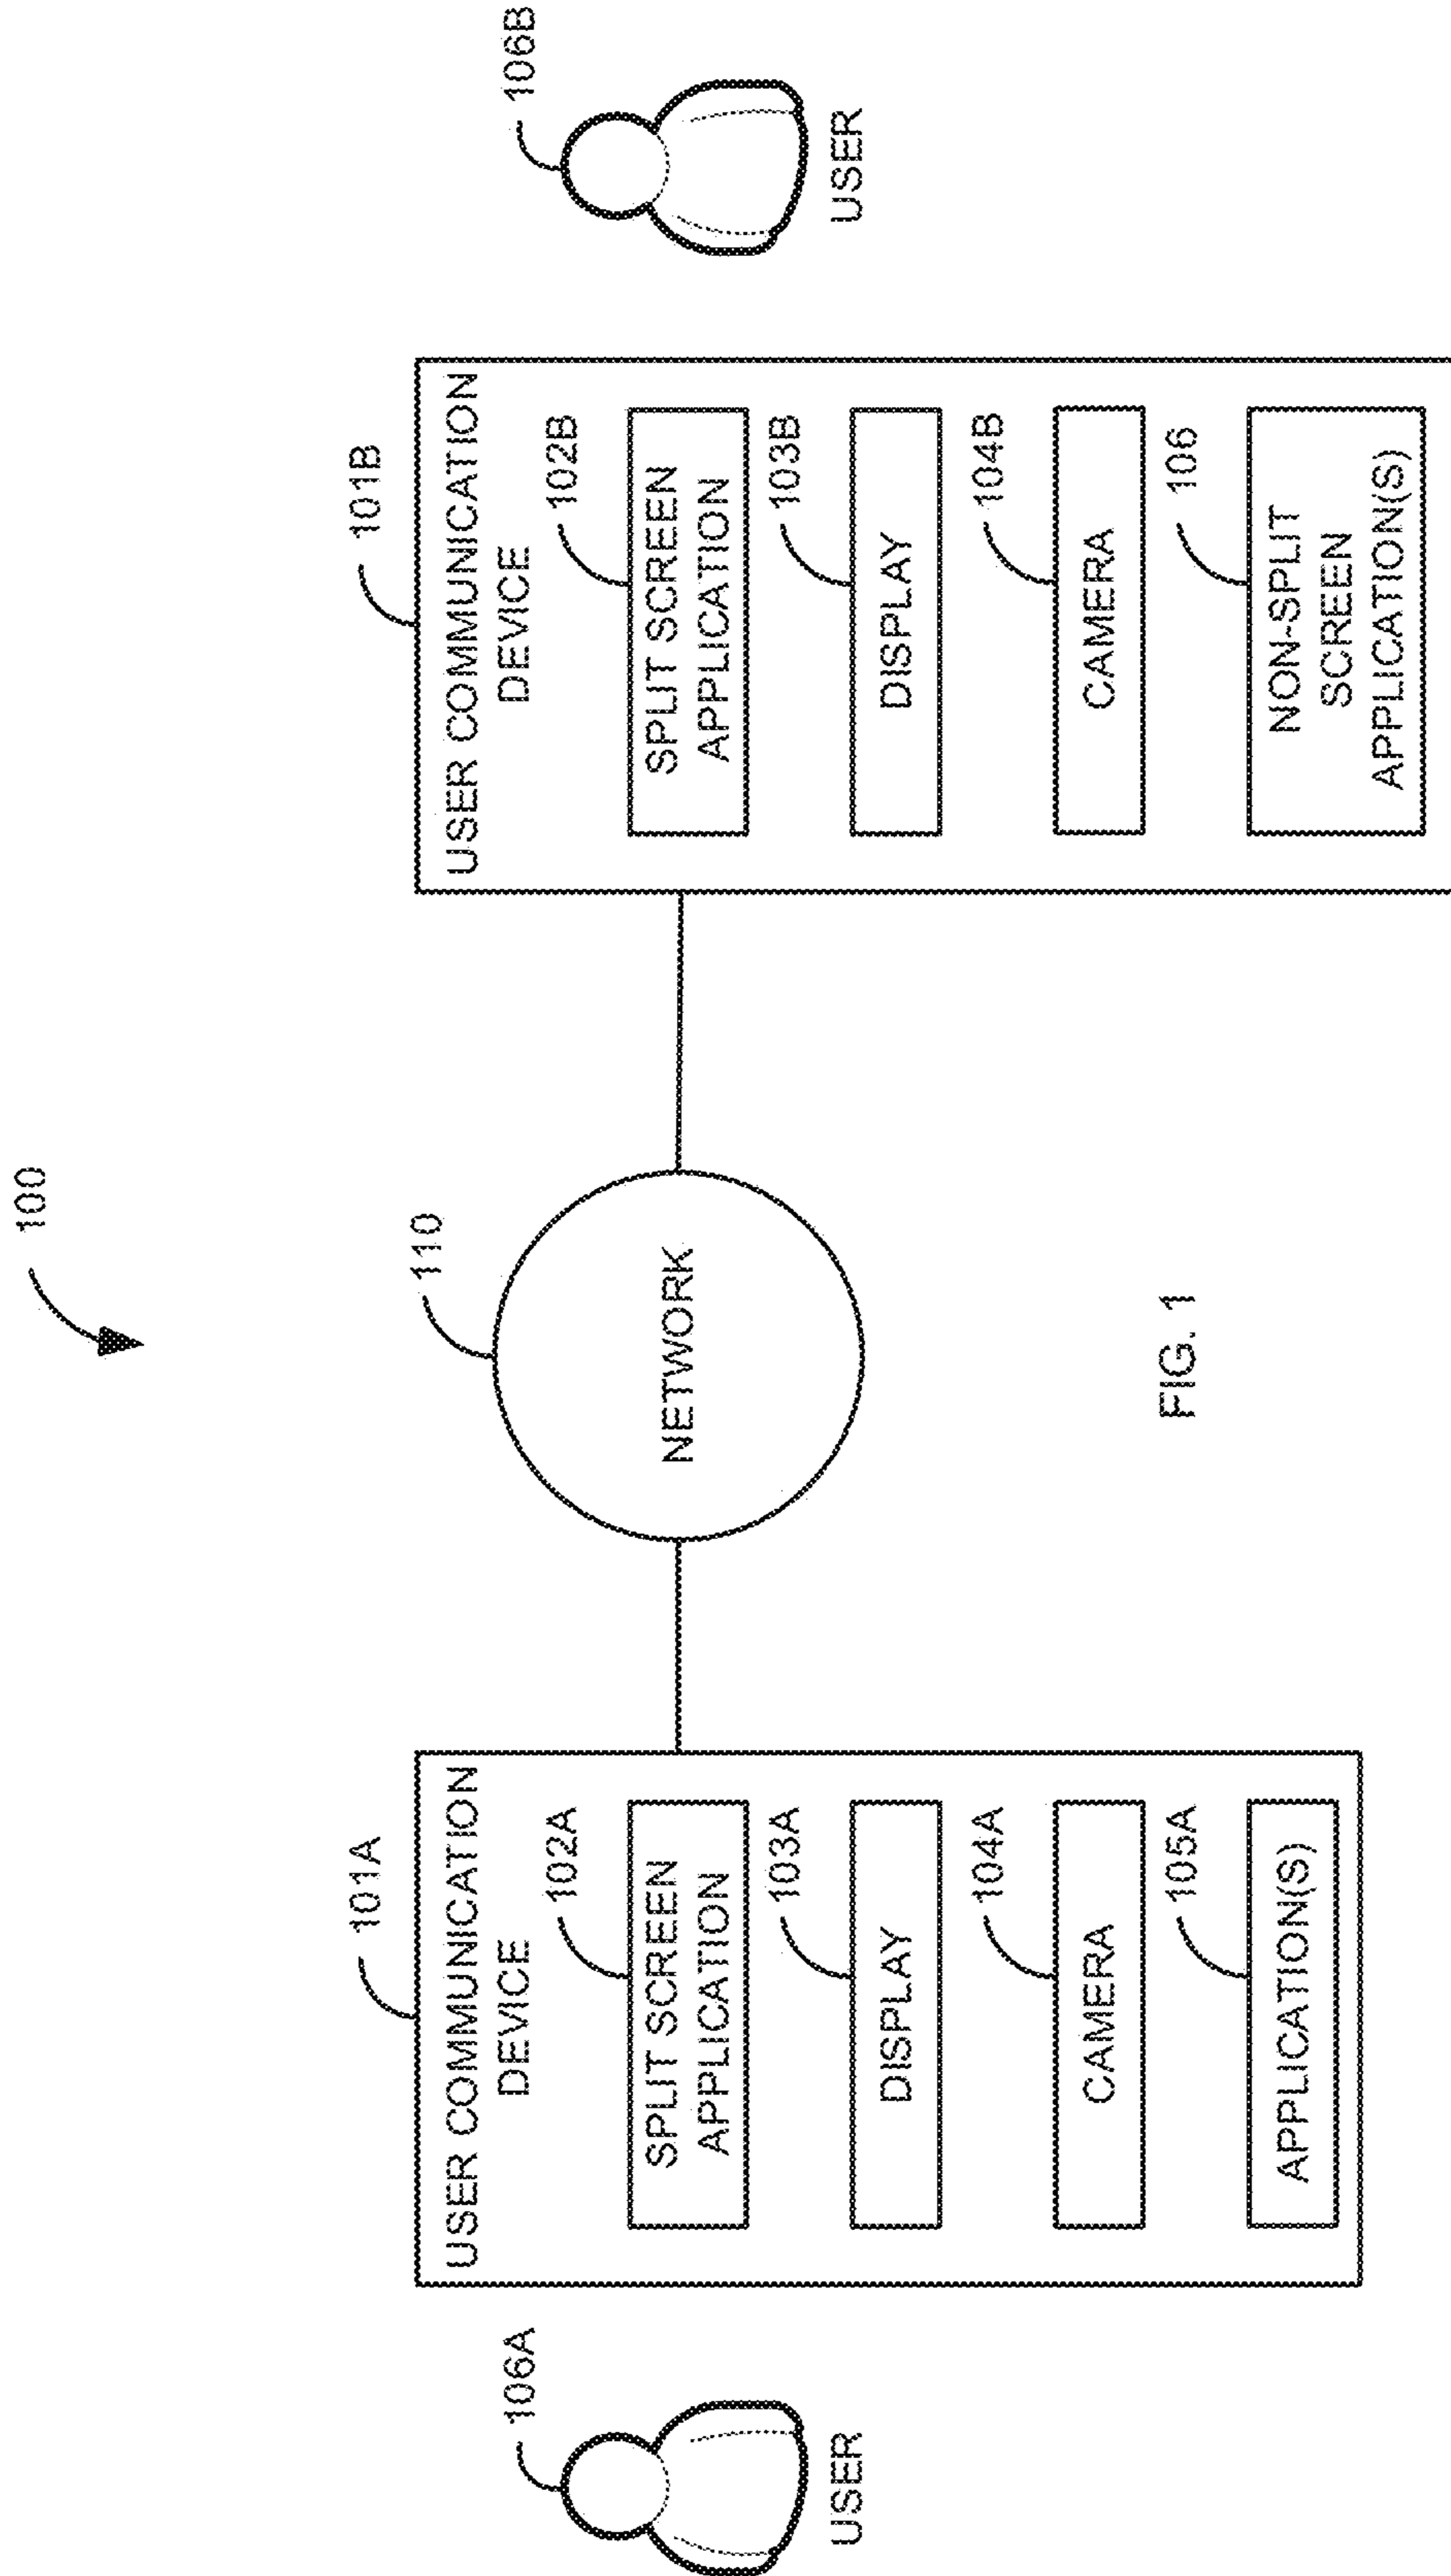 100
106A
USER
101A
USER COMMUNICATION
DEVICE
102A
SPLIT SCREEN
APPLICATION
103A
DISPLAY
104A
CAMERA
105A
APPLICATION(S)
110
NETWORK
101B
USER COMMUNICATION
DEVICE
102B
SPLIT SCREEN
APPLICATION
103B
DISPLAY
104B
CAMERA
106
NON-SPLIT
SCREEN
APPLICATION(S)
106B
USER
FIG. 1